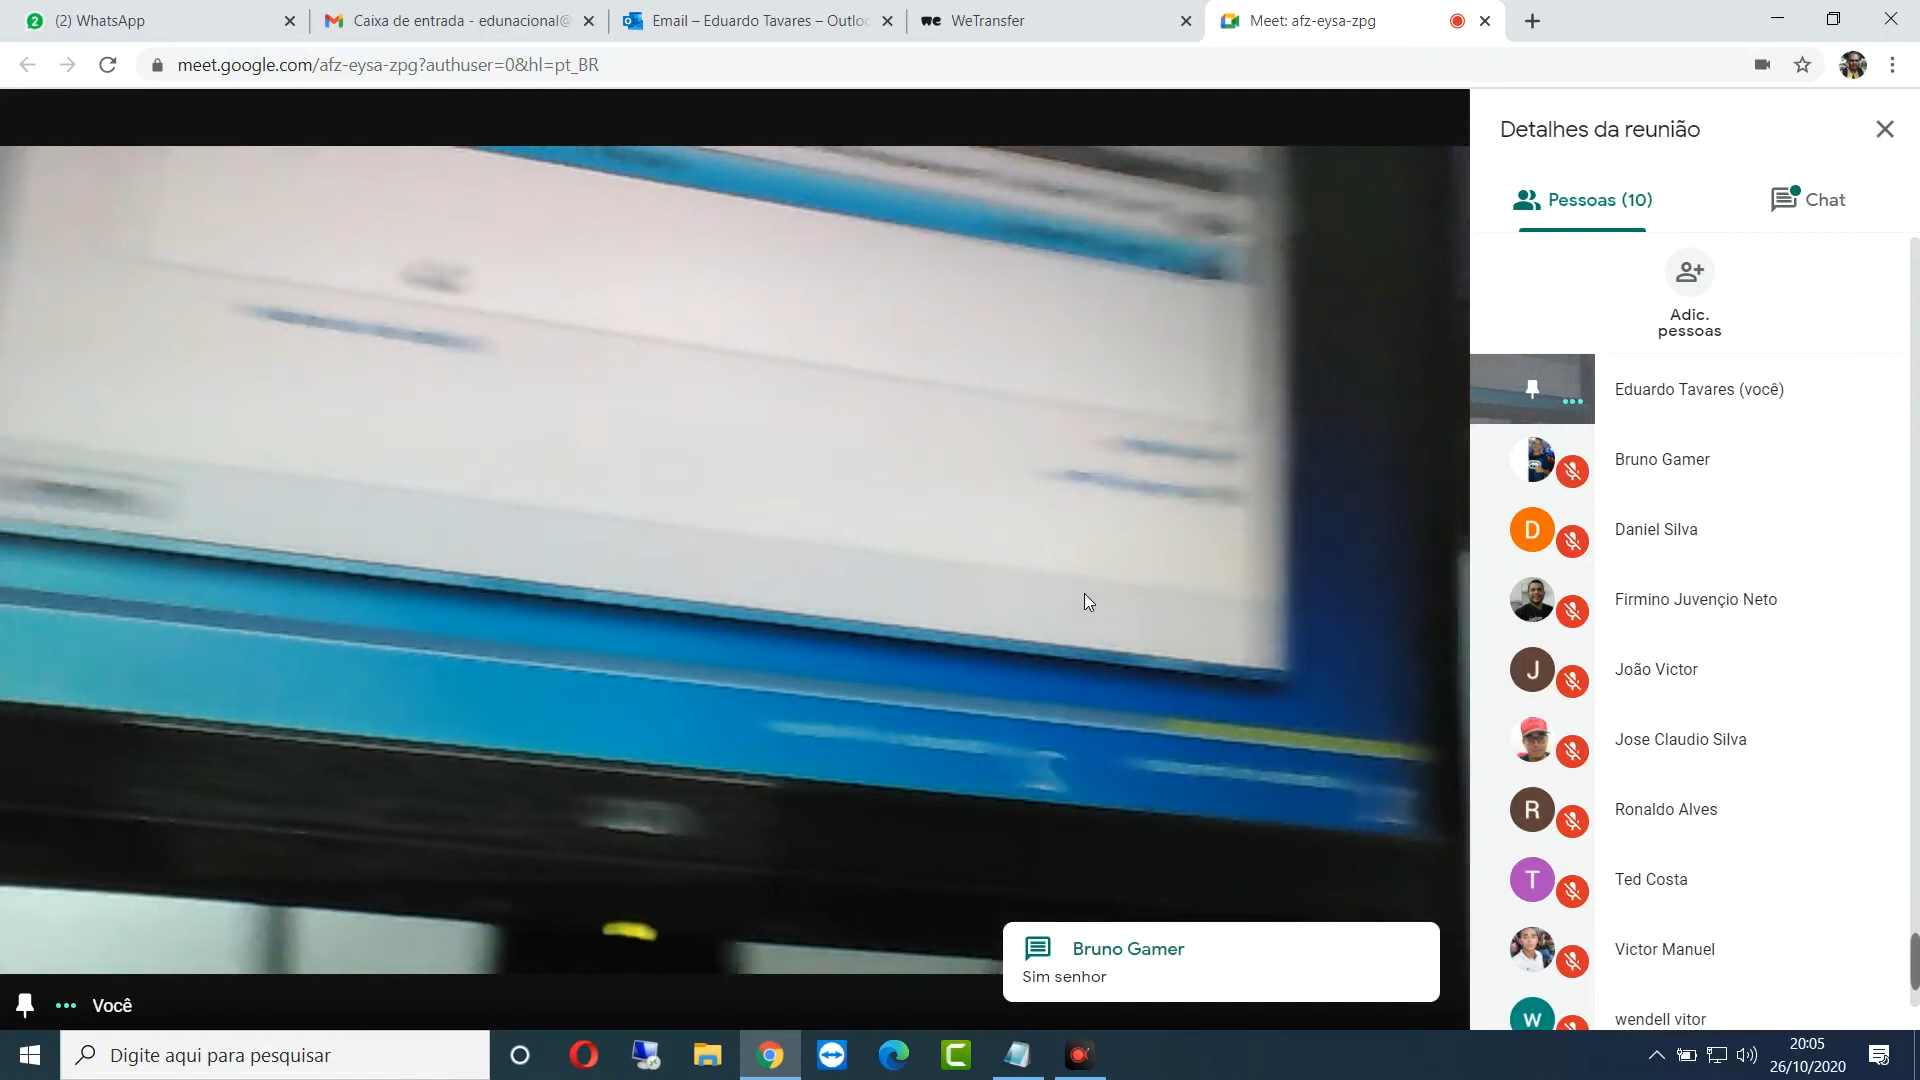 (2) WhatsApp
Caixa de entrada - edunacional@
Email – Eduardo Tavares – Outloo
we WeTransfer
Meet: afz-eysa-zpg
meet.google.com/afz-eysa-zpg?authuser=0&hl=pt_BR
Detalhes da reunião
Pessoas (10)
Chat
Adic.
pessoas
Eduardo Tavares (você)
Bruno Gamer
D Daniel Silva
Firmino Juvençio Neto
J João Victor
Jose Claudio Silva
R Ronaldo Alves
T Ted Costa
Victor Manuel
W wendell vitor
Bruno Gamer
Sim senhor
Você
Digite aqui para pesquisar
20:05
26/10/2020